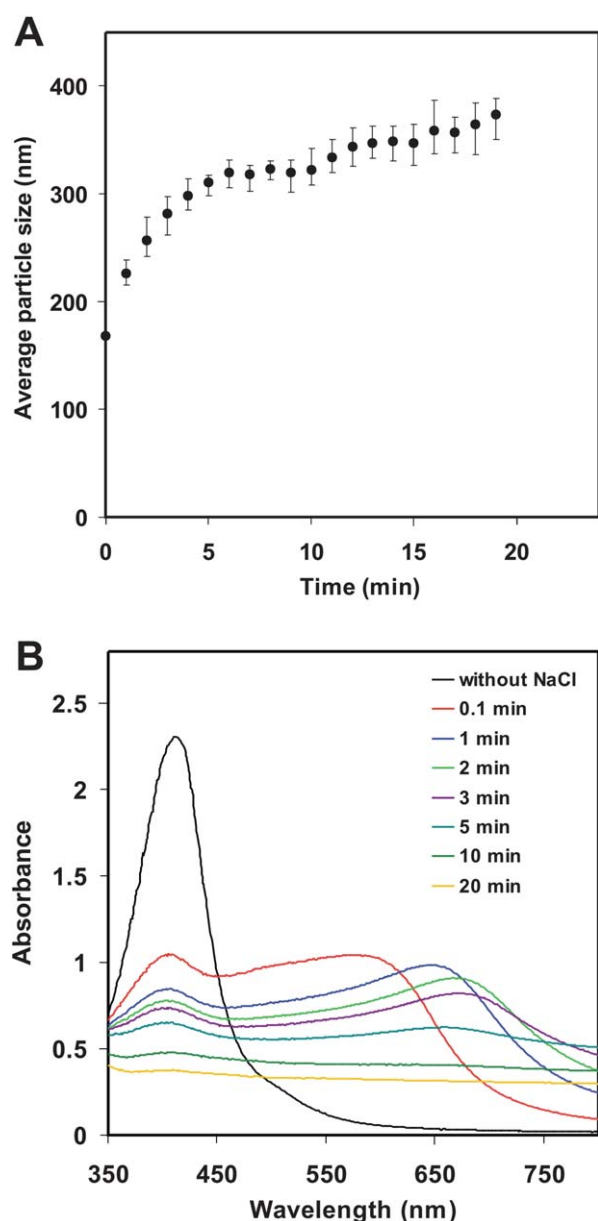 A
Average particle size (nm)
400
300
200
100
0
0 5 10 15 20
Time (min)
B
Absorbance
2.5
2
1.5
1
0.5
0
without NaCl
0.1 min
1 min
2 min
3 min
5 min
10 min
20 min
350 450 550 650 750
Wavelength (nm)